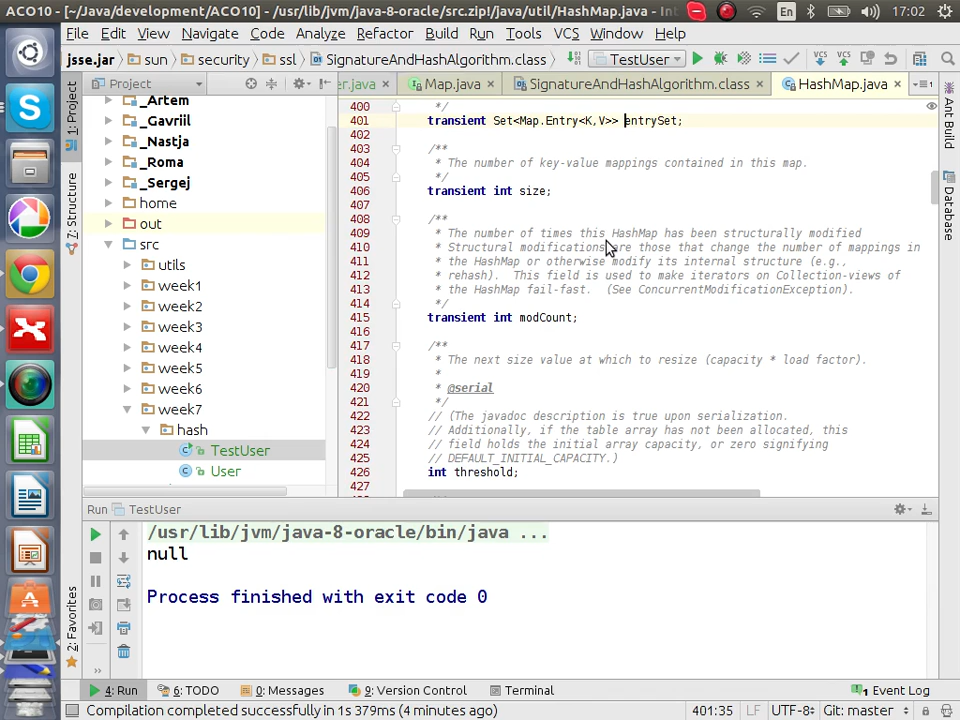 ACO10 - [~/Java/development/ACO10] - /usr/lib/jvm/java-8-oracle/src.zip!/java/util/HashMap.java - Int
En
17:02
File Edit View Navigate Code Analyze Refactor Build Run Tools VCS Window Help
jsse.jar sun security ssl SignatureAndHashAlgorithm.class TestUser VCS VCS
Project
er.java Map.java SignatureAndHashAlgorithm.class HashMap.java
1: Project
7: Structure
2: Favorites
Ant Build
Database
_Artem
_Gavriil
_Nastja
_Roma
_Sergej
home
out
src
utils
week1
week2
week3
week4
week5
week6
week7
hash
TestUser
User
400 */
401 transient Set<Map.Entry<K,V>> entrySet;
402
403 /**
404 * The number of key-value mappings contained in this map.
405 */
406 transient int size;
407
408 /**
409 * The number of times this HashMap has been structurally modified
410 * Structural modifications are those that change the number of mappings in
411 * the HashMap or otherwise modify its internal structure (e.g.,
412 * rehash).  This field is used to make iterators on Collection-views of
413 * the HashMap fail-fast.  (See ConcurrentModificationException).
414 */
415 transient int modCount;
416
417 /**
418 * The next size value at which to resize (capacity * load factor).
419 *
420 * @serial
421 */
422 // (The javadoc description is true upon serialization.
423 // Additionally, if the table array has not been allocated, this
424 // field holds the initial array capacity, or zero signifying
425 // DEFAULT_INITIAL_CAPACITY.)
426 int threshold;
427
Run TestUser
/usr/lib/jvm/java-8-oracle/bin/java ...
null
Process finished with exit code 0
4: Run 6: TODO 0: Messages 9: Version Control Terminal 1 Event Log
Compilation completed successfully in 1s 379ms (4 minutes ago) 401:35 LF UTF-8 Git: master